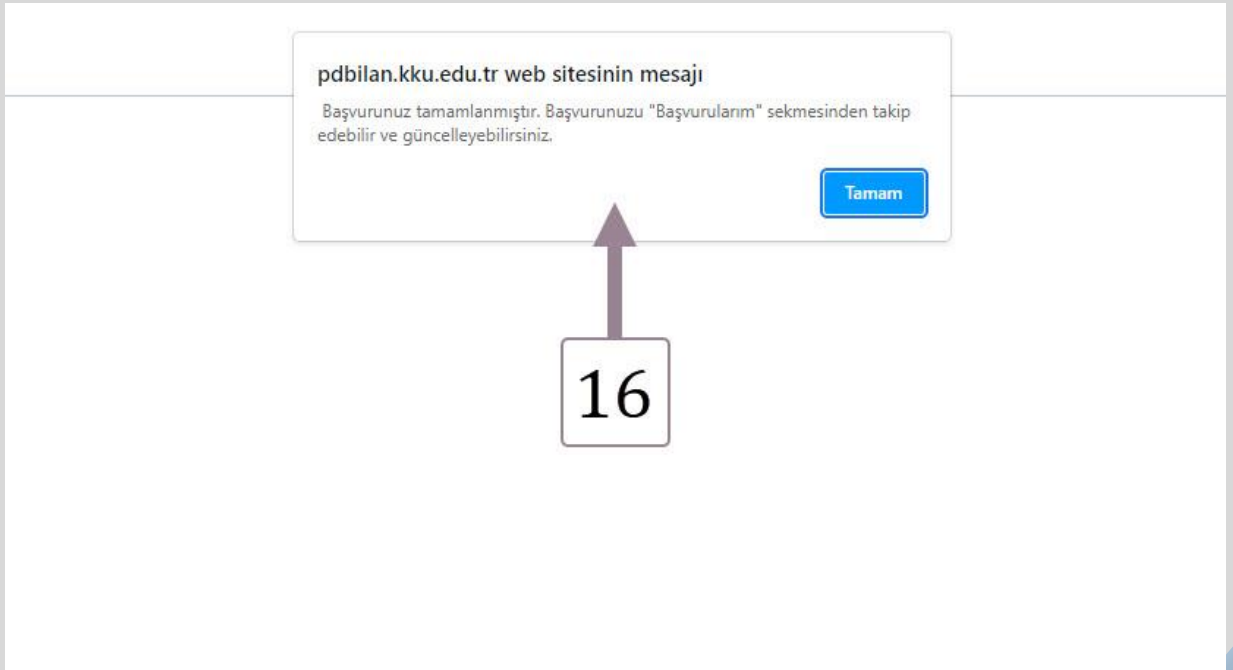 pdbilan.kku.edu.tr web sitesinin mesajı
Başvurunuz tamamlanmıştır. Başvurunuzu "Başvurularım" sekmesinden takip
edebilir ve güncelleyebilirsiniz.
Tamam
16